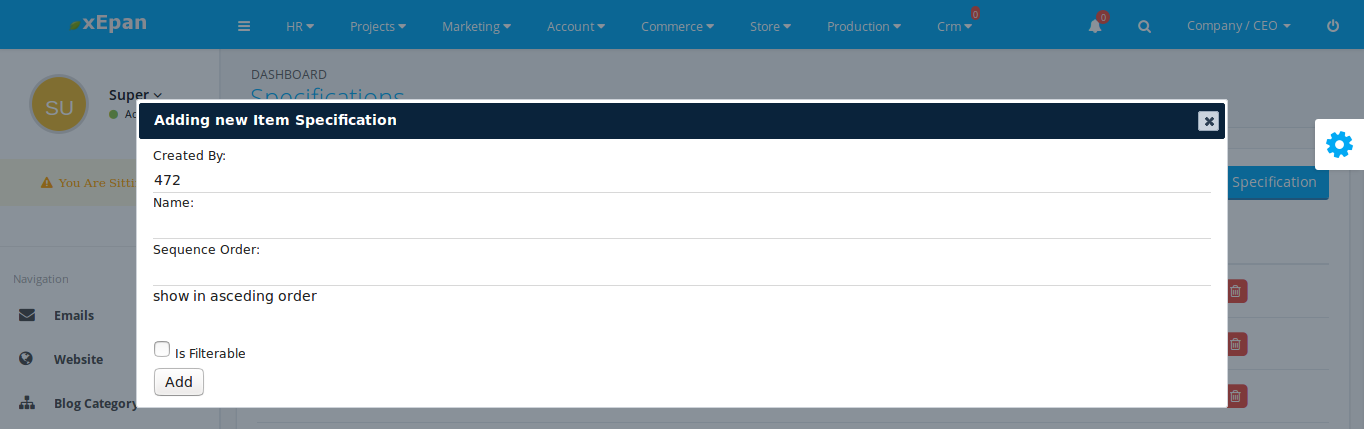 xEpan
HR
Projects
Marketing
Account
Commerce
Store
Production
Crm
0
0
Company / CEO
DASHBOARD
Specifications
SU
Super
Ac
You Are Sitti
Adding new Item Specification
Created By:
472
Name:
Sequence Order:
show in asceding order
Is Filterable
Add
Specification
Navigation
Emails
Website
Blog Category